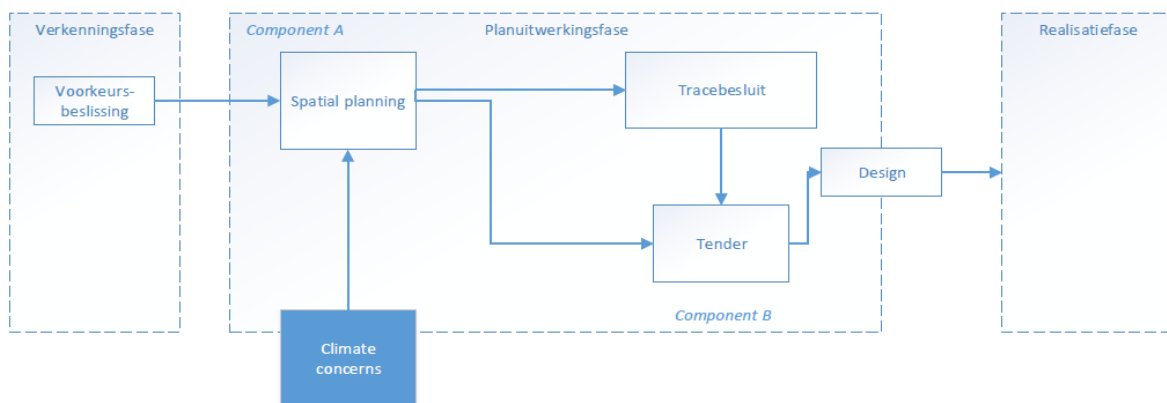 Verkenningsfase
Voorkeurs-
beslissing
Component A
Planuitwerkingsfase
Spatial planning
Tracebesluit
Tender
Component B
Climate
concerns
Design
Realisatiefase